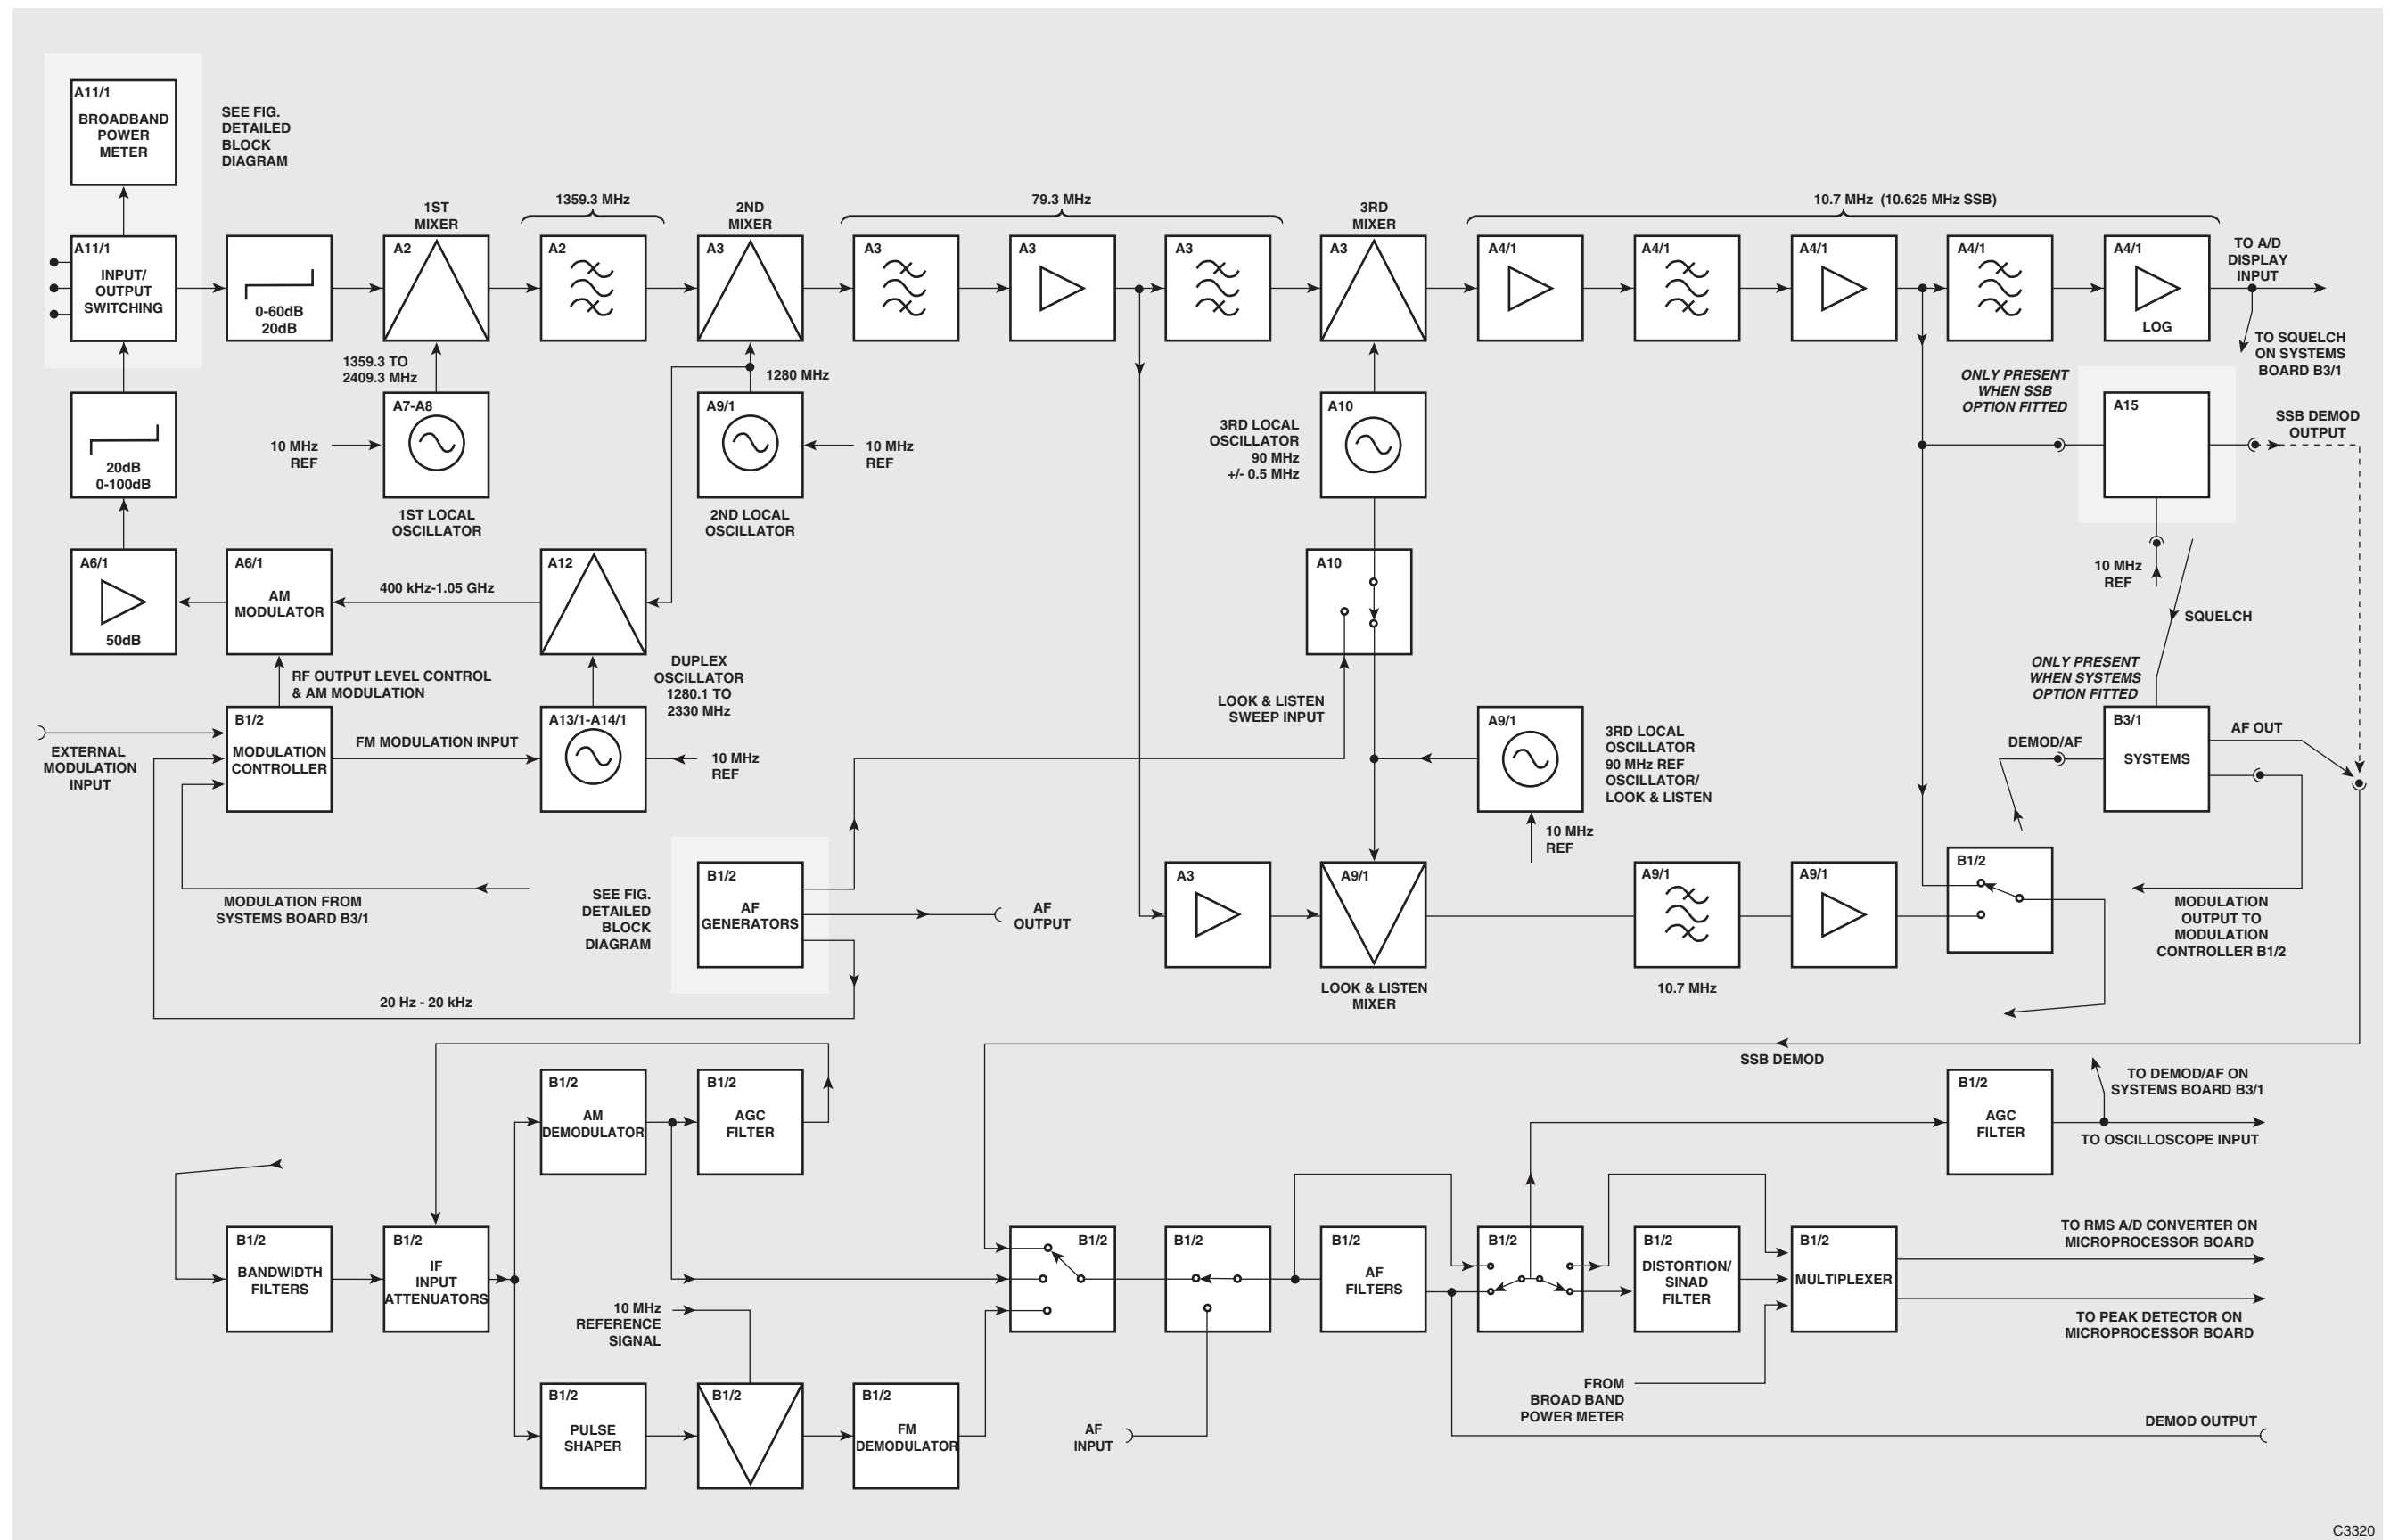 A11/1
BROADBAND
POWER
METER
SEE FIG.
DETAILED
BLOCK
DIAGRAM
1ST
MIXER
1359.3 MHz
2ND
MIXER
79.3 MHz
3RD
MIXER
10.7 MHz (10.625 MHz SSB)
A11/1
INPUT/
OUTPUT
SWITCHING
0-60dB
20dB
A2
A2
A3
A3
A3
A3
A3
A4/1
A4/1
A4/1
A4/1
A4/1
LOG
TO A/D
DISPLAY
INPUT
TO SQUELCH
ON SYSTEMS
BOARD B3/1
1359.3 TO
2409.3 MHz
1280 MHz
20dB
0-100dB
10 MHz
REF
A7-A8
1ST LOCAL
OSCILLATOR
A9/1
2ND LOCAL
OSCILLATOR
10 MHz
REF
3RD LOCAL
OSCILLATOR
90 MHz
+/- 0.5 MHz
A10
ONLY PRESENT
WHEN SSB
OPTION FITTED
A15
SSB DEMOD
OUTPUT
10 MHz
REF
SQUELCH
A6/1
50dB
A6/1
AM
MODULATOR
400 kHz-1.05 GHz
A12
A10
RF OUTPUT LEVEL CONTROL
& AM MODULATION
DUPLEX
OSCILLATOR
1280.1 TO
2330 MHz
LOOK & LISTEN
SWEEP INPUT
ONLY PRESENT
WHEN SYSTEMS
OPTION FITTED
EXTERNAL
MODULATION
INPUT
B1/2
MODULATION
CONTROLLER
FM MODULATION INPUT
A13/1-A14/1
10 MHz
REF
A9/1
3RD LOCAL
OSCILLATOR
90 MHz REF
OSCILLATOR/
LOOK & LISTEN
10 MHz
REF
DEMOD/AF
B3/1
SYSTEMS
AF OUT
MODULATION FROM
SYSTEMS BOARD B3/1
SEE FIG.
DETAILED
BLOCK
DIAGRAM
B1/2
AF
GENERATORS
AF
OUTPUT
A3
A9/1
LOOK & LISTEN
MIXER
A9/1
10.7 MHz
A9/1
B1/2
MODULATION
OUTPUT TO
MODULATION
CONTROLLER B1/2
20 Hz - 20 kHz
SSB DEMOD
B1/2
AM
DEMODULATOR
B1/2
AGC
FILTER
B1/2
AGC
FILTER
TO DEMOD/AF ON
SYSTEMS BOARD B3/1
TO OSCILLOSCOPE INPUT
B1/2
BANDWIDTH
FILTERS
B1/2
IF
INPUT
ATTENUATORS
10 MHz
REFERENCE
SIGNAL
B1/2
B1/2
B1/2
AF
FILTERS
B1/2
B1/2
DISTORTION/
SINAD
FILTER
B1/2
MULTIPLEXER
TO RMS A/D CONVERTER ON
MICROPROCESSOR BOARD
TO PEAK DETECTOR ON
MICROPROCESSOR BOARD
B1/2
PULSE
SHAPER
B1/2
B1/2
FM
DEMODULATOR
AF
INPUT
FROM
BROAD BAND
POWER METER
DEMOD OUTPUT
C3320